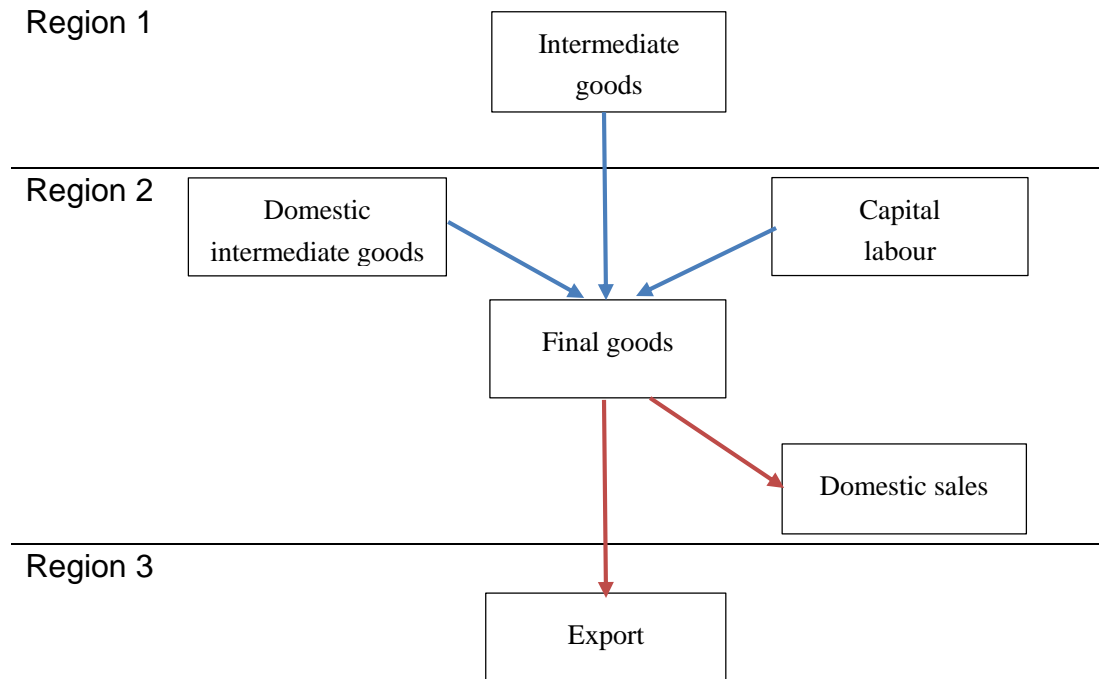 Region 1
Intermediate
goods
Region 2
Domestic
intermediate goods
Capital
labour
Final goods
Domestic sales
Region 3
Export